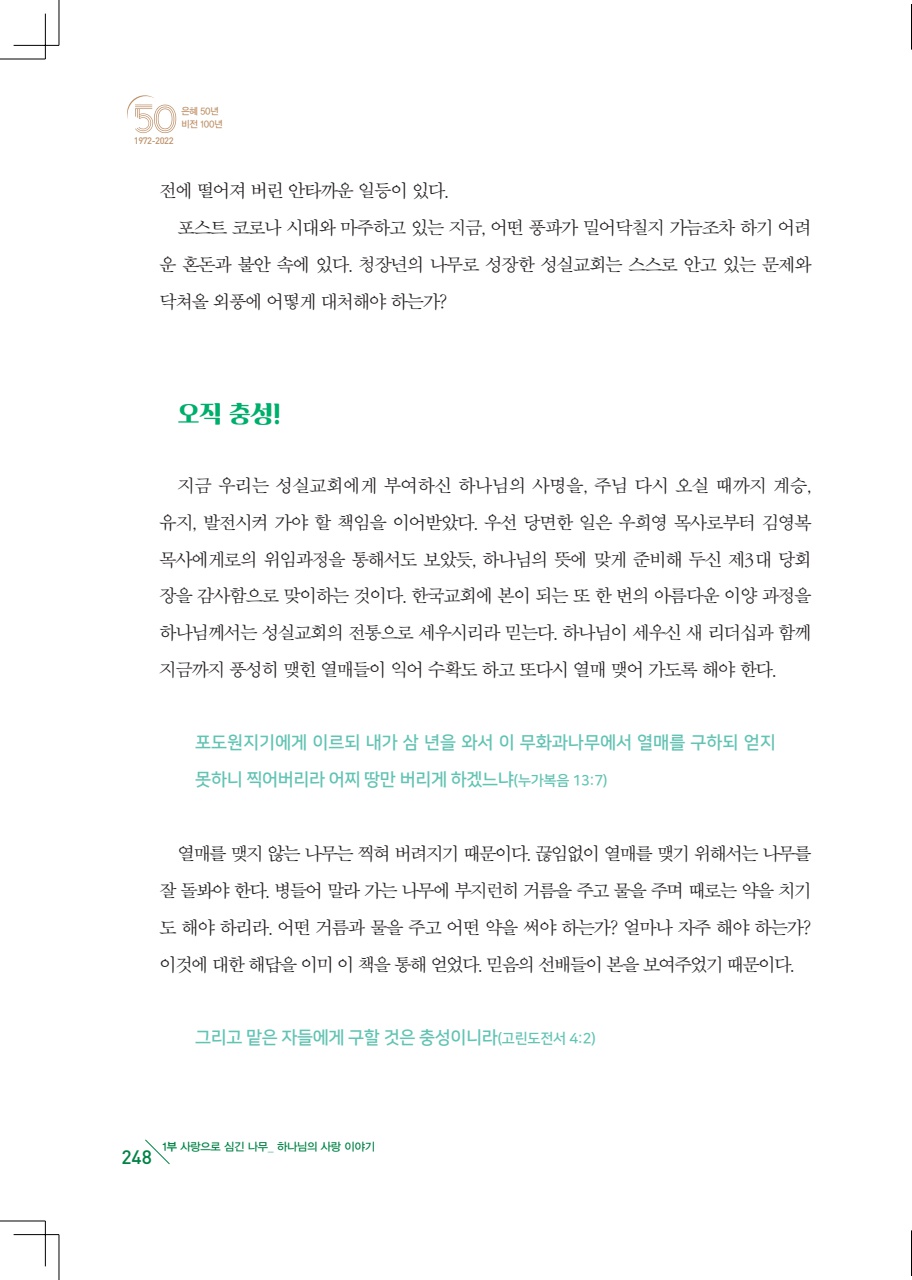 50
은혜 50년
비전 100년
1972-2022
전에 떨어져 버린 안타까운 일등이 있다.
포스트 코로나 시대와 마주하고 있는 지금, 어떤 풍파가 밀어닥칠지 가늠조차 하기 어려
운 혼돈과 불안 속에 있다. 청장년의 나무로 성장한 성실교회는 스스로 안고 있는 문제와
닥쳐올 외풍에 어떻게 대처해야 하는가?
오직 충성!
지금 우리는 성실교회에게 부여하신 하나님의 사명을, 주님 다시 오실 때까지 계승,
유지, 발전시켜 가야 할 책임을 이어받았다. 우선 당면한 일은 우희영 목사로부터 김영복
목사에게로의 위임과정을 통해서도 보았듯, 하나님의 뜻에 맞게 준비해 두신 제3대 당회
장을 감사함으로 맞이하는 것이다. 한국교회에 본이 되는 또 한 번의 아름다운 이양 과정을
하나님께서는 성실교회의 전통으로 세우시리라 믿는다. 하나님이 세우신 새 리더십과 함께
지금까지 풍성히 맺힌 열매들이 익어 수확도 하고 또다시 열매 맺어 가도록 해야 한다.
포도원지기에게 이르되 내가 삼 년을 와서 이 무화과나무에서 열매를 구하되 얻지
못하니 찍어버리라 어찌 땅만 버리게 하겠느냐(누가복음 13:7)
열매를 맺지 않는 나무는 찍혀 버려지기 때문이다. 끊임없이 열매를 맺기 위해서는 나무를
잘 돌봐야 한다. 병들어 말라 가는 나무에 부지런히 거름을 주고 물을 주며 때로는 약을 치기
도 해야 하리라. 어떤 거름과 물을 주고 어떤 약을 써야 하는가? 얼마나 자주 해야 하는가?
이것에 대한 해답을 이미 이 책을 통해 얻었다. 믿음의 선배들이 본을 보여주었기 때문이다.
그리고 맡은 자들에게 구할 것은 충성이니라(고린도전서 4:2)
248 1부 사랑으로 심긴 나무_ 하나님의 사랑 이야기